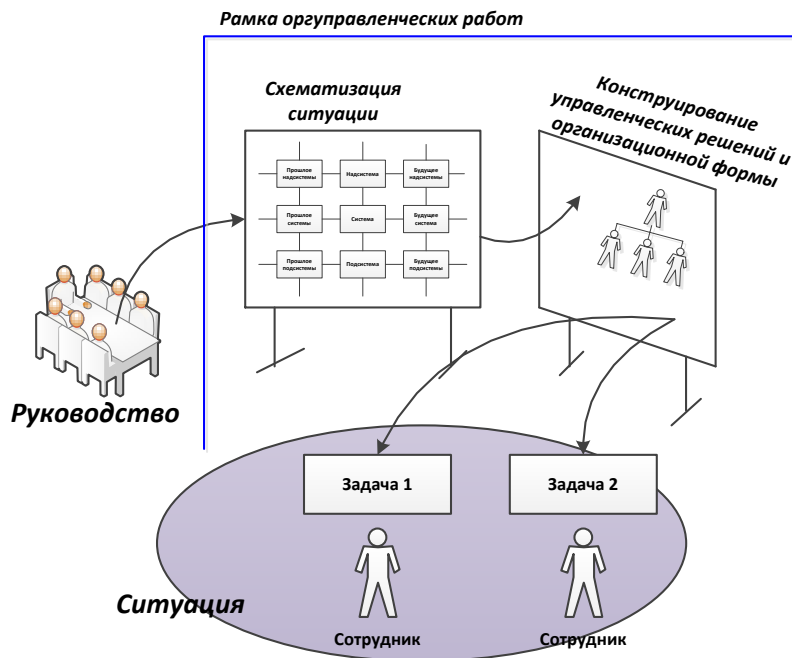 Рамка оргуправленческих работ
Схематизация
ситуации
Конструирование
управленческих решений и
организационной формы
Прошлое
надсистемы
Надсистема
Будущее
надсистемы
Прошлое
системы
Система
Будущее
система
Прошлое
подсистемы
Подсистема
Будущее
подсистемы
Руководство
Задача 1
Задача 2
Ситуация
Сотрудник
Сотрудник